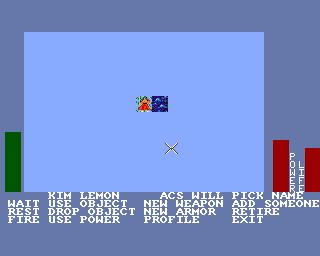 POWER
LIFE
KIM LEMON ACS WILL PICK NAME
WAIT USE OBJECT NEW WEAPON ADD SOMEONE
REST DROP OBJECT NEW ARMOR RETIRE
FIRE USE POWER PROFILE EXIT